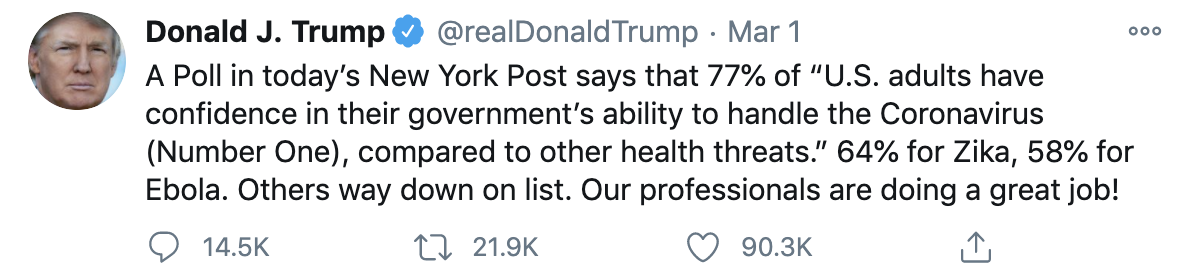 Donald J. Trump @realDonaldTrump · Mar 1
A Poll in today’s New York Post says that 77% of “U.S. adults have
confidence in their government’s ability to handle the Coronavirus
(Number One), compared to other health threats.” 64% for Zika, 58% for
Ebola. Others way down on list. Our professionals are doing a great job!
14.5K 21.9K 90.3K